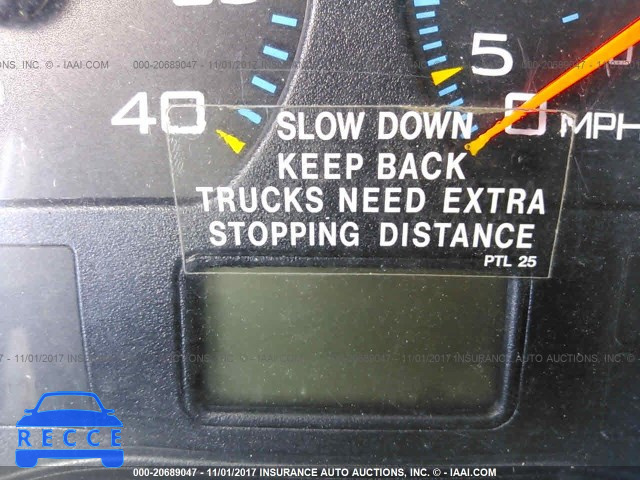 40
5
0 MPH
SLOW DOWN
KEEP BACK
TRUCKS NEED EXTRA
STOPPING DISTANCE
PTL 25
000-20689047 - 11/01/2017 INSURANCE AUTO AUCTIONS, INC. © - IAAI.COM
RECCE